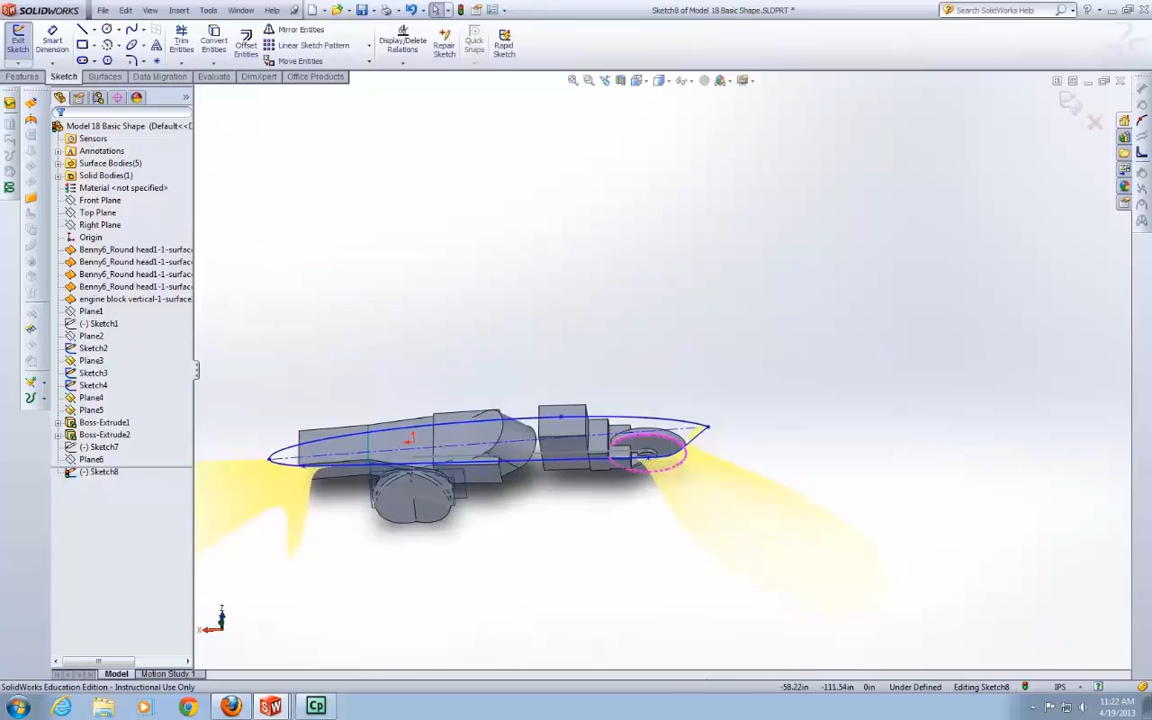 SOLIDWORKS File Edit View Insert Tools Window Help Sketch8 of Model 18 Basic Shape.SLDPRT * Search SolidWorks Help
Exit Sketch Smart Dimension Trim Entities Convert Entities Offset Entities Mirror Entities Linear Sketch Pattern Move Entities Display/Delete Relations Repair Sketch Quick Snaps Rapid Sketch
Features Sketch Surfaces Data Migration Evaluate DimXpert Office Products
Model 18 Basic Shape (Default<<D
Sensors
Annotations
Surface Bodies(5)
Solid Bodies(1)
Material <not specified>
Front Plane
Top Plane
Right Plane
Origin
Benny6_Round head1-1-surface
Benny6_Round head1-1-surface
Benny6_Round head1-1-surface
Benny6_Round head1-1-surface
engine block vertical-1-surface
Plane1
(-) Sketch1
Plane2
Sketch2
Plane3
Sketch3
Sketch4
Plane4
Plane5
Boss-Extrude1
Boss-Extrude2
(-) Sketch7
Plane6
(-) Sketch8
Z
X
Model Motion Study 1
SolidWorks Education Edition - Instructional Use Only -58.22in -111.54in 0in Under Defined Editing Sketch8 IPS
Cp 11:22 AM
4/19/2013